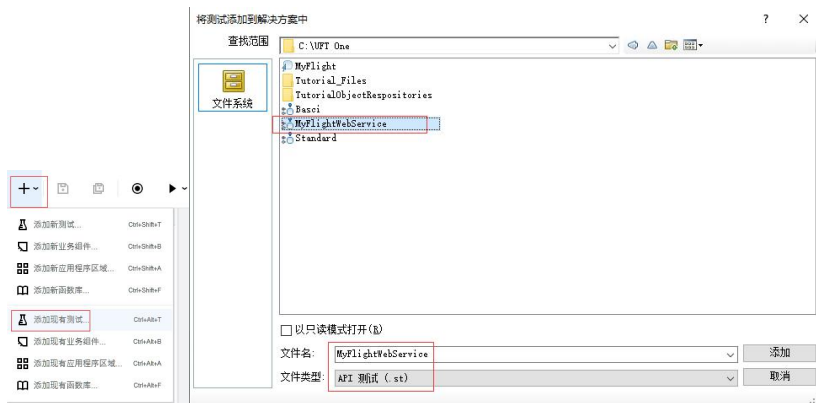 将测试添加到解决方案中
查找范围
C:\UFT One
文件系统
MyFlight
Tutorial_Files
TutorialObjectRespositories
Basci
MyFlightWebService
Standard
添加新测试... Ctrl+Shift+T
添加新业务组件... Ctrl+Shift+B
添加新应用程序区域... Ctrl+Shift+A
添加新函数库... Ctrl+Shift+F
添加现有测试... Ctrl+Alt+T
添加现有业务组件... Ctrl+Alt+B
添加现有应用程序区域... Ctrl+Alt+A
添加现有函数库... Ctrl+Alt+F
以只读模式打开(R)
文件名: MyFlightWebService 添加
文件类型: API 测试 (.st) 取消